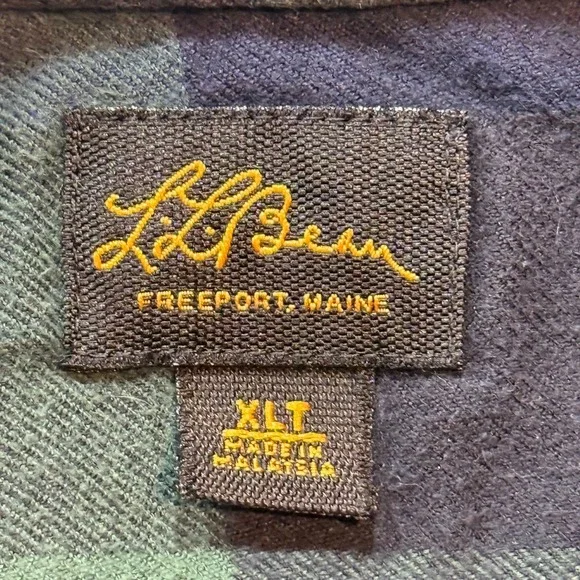 L.L.Bean
FREEPORT, MAINE
XLT
MADE IN
MALAYSIA